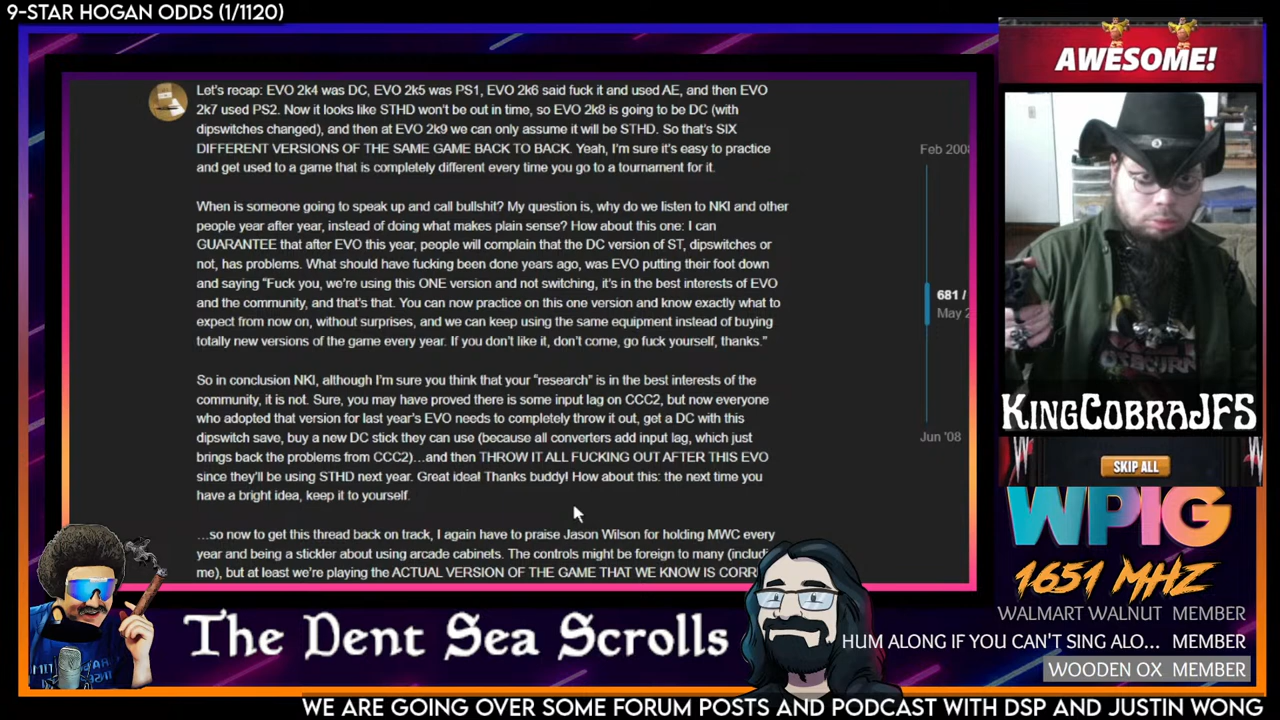 9-STAR HOGAN ODDS (1/1120)
Let's recap: EVO 2k4 was DC, EVO 2k5 was PS1, EVO 2k6 said fuck it and used AE, and then EVO
2k7 used PS2. Now it looks like STHD won't be out in time, so EVO 2k8 is going to be DC (with
dipswitches changed), and then at EVO 2k9 we can only assume it will be STHD. So that's SIX
DIFFERENT VERSIONS OF THE SAME GAME BACK TO BACK. Yeah, I'm sure it's easy to practice
and get used to a game that is completely different every time you go to a tournament for it.
When is someone going to speak up and call bullshit? My question is, why do we listen to NKI and other
people year after year, instead of doing what makes plain sense? How about this one: I can
GUARANTEE that after EVO this year, people will complain that the DC version of ST, dipswitches or
not, has problems. What should have fucking been done years ago, was EVO putting their foot down
and saying "Fuck you, we're using this ONE version and not switching, it's in the best interests of EVO
and the community, and that's that. You can now practice on this one version and know exactly what to
expect from now on, without surprises, and we can keep using the same equipment instead of buying
totally new versions of the game every year. If you don't like it, don't come, go fuck yourself, thanks."
So in conclusion NKI, although I'm sure you think that your "research" is in the best interests of the
community, it is not. Sure, you may have proved there is some input lag on CCC2, but now everyone
who adopted that version for last year's EVO needs to completely throw it out, get a DC with this
dipswitch save, buy a new DC stick they can use (because all converters add input lag, which just
brings back the problems from CCC2)...and then THROW IT ALL FUCKING OUT AFTER THIS EVO
since they'll be using STHD next year. Great idea! Thanks buddy! How about this: the next time you
have a bright idea, keep it to yourself.
...so now to get this thread back on track, I again have to praise Jason Wilson for holding MWC every
year and being a stickler about using arcade cabinets. The controls might be foreign to many (includi
me), but at least we're playing the ACTUAL VERSION OF THE GAME THAT WE KNOW IS CORR
Feb 2008
681 /
May 2
Jun '08
AWESOME!
KINGCOBRAJFS
SKIP ALL
WPIG
1651 MHZ
WALMART WALNUT MEMBER
HUM ALONG IF YOU CAN'T SING ALO... MEMBER
WOODEN OX MEMBER
The Dent Sea Scrolls
WE ARE GOING OVER SOME FORUM POSTS AND PODCAST WITH DSP AND JUSTIN WONG